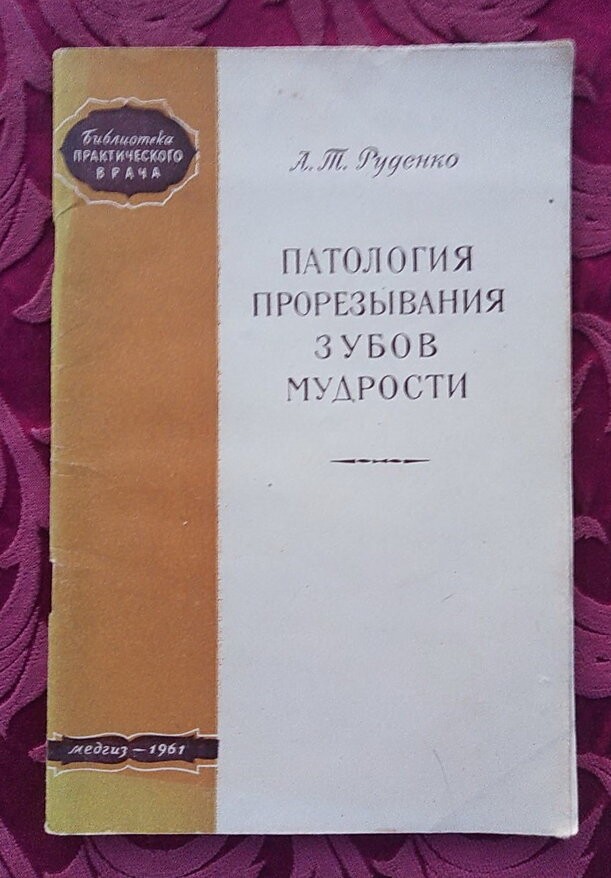 Библиотека
ПРАКТИЧЕСКОГО
ВРАЧА
А. Т. Руденко
ПАТОЛОГИЯ
ПРОРЕЗЫВАНИЯ
ЗУБОВ
МУДРОСТИ
медгиз — 1961